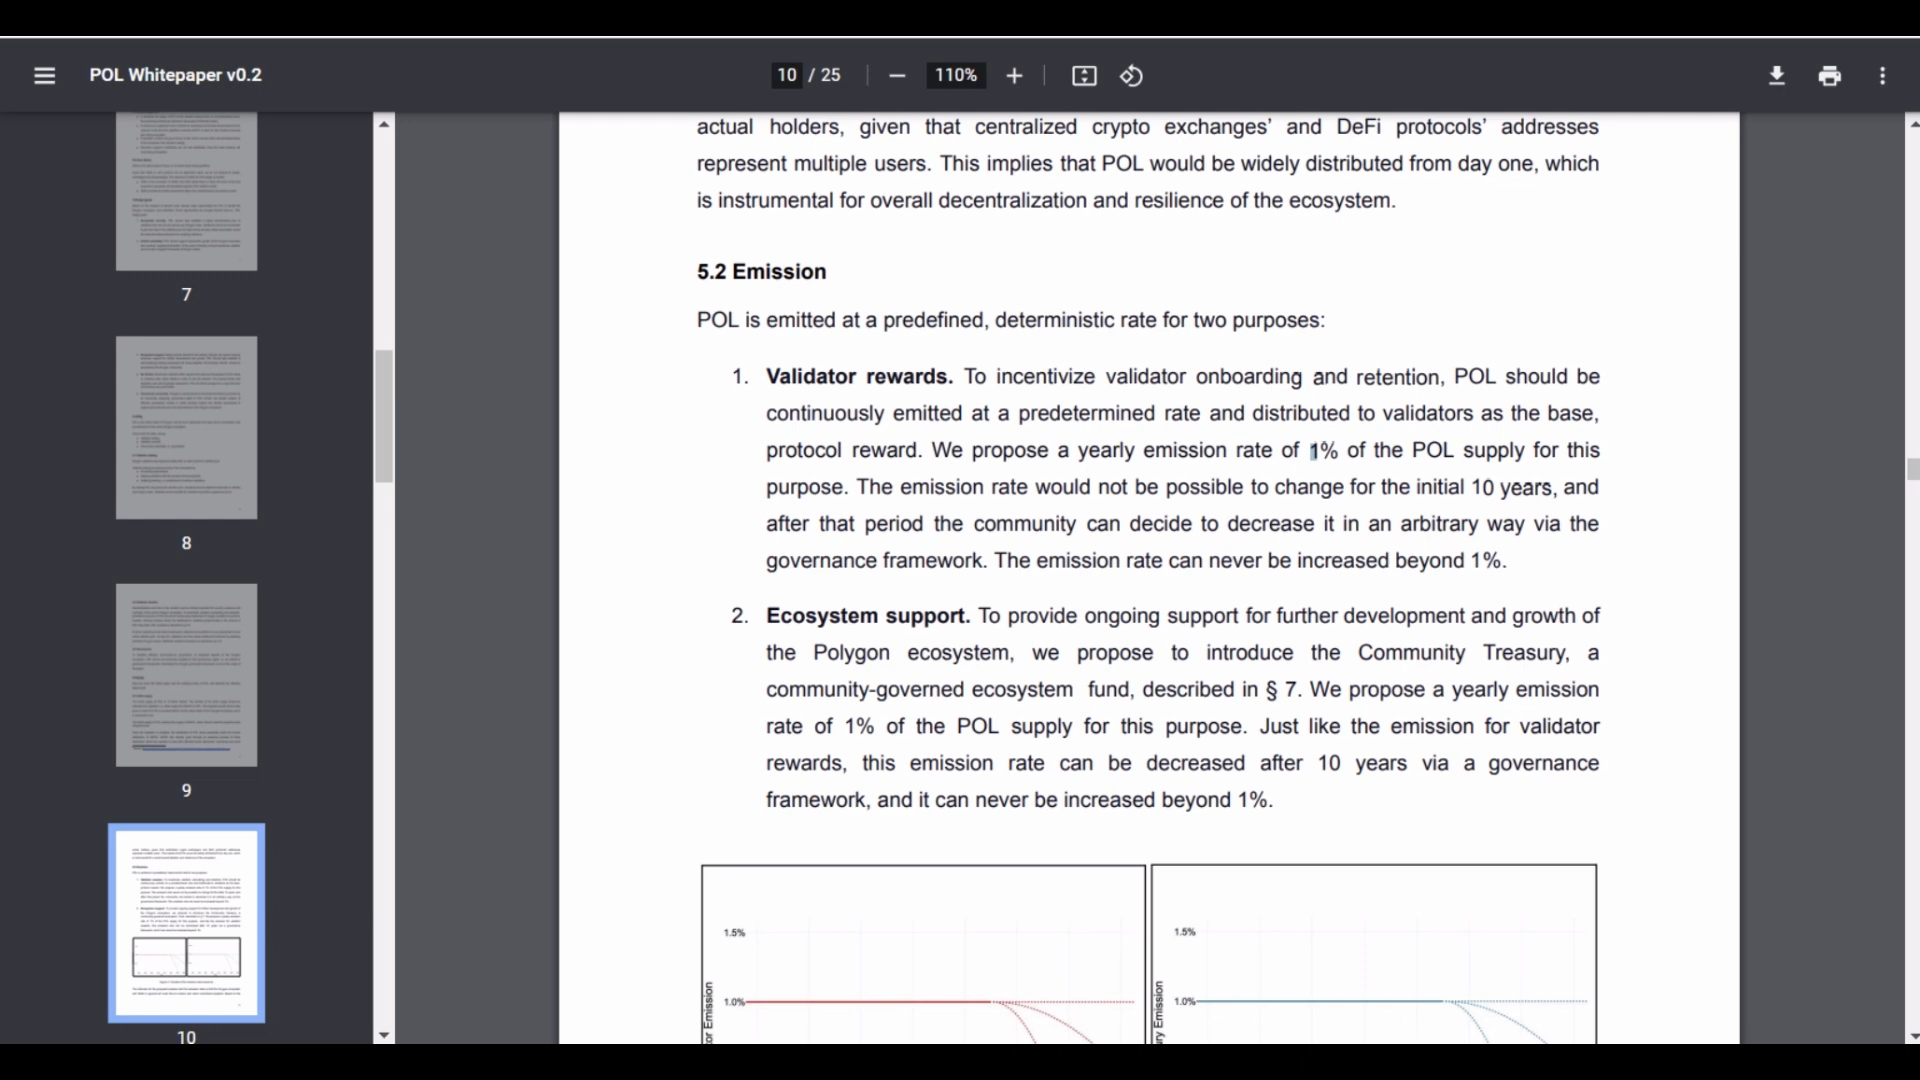 POL Whitepaper v0.2
10 / 25
110%
7
8
9
10
actual holders, given that centralized crypto exchanges’ and DeFi protocols’ addresses
represent multiple users. This implies that POL would be widely distributed from day one, which
is instrumental for overall decentralization and resilience of the ecosystem.
5.2 Emission
POL is emitted at a predefined, deterministic rate for two purposes:
1. Validator rewards. To incentivize validator onboarding and retention, POL should be
continuously emitted at a predetermined rate and distributed to validators as the base,
protocol reward. We propose a yearly emission rate of 1% of the POL supply for this
purpose. The emission rate would not be possible to change for the initial 10 years, and
after that period the community can decide to decrease it in an arbitrary way via the
governance framework. The emission rate can never be increased beyond 1%.
2. Ecosystem support. To provide ongoing support for further development and growth of
the Polygon ecosystem, we propose to introduce the Community Treasury, a
community-governed ecosystem fund, described in § 7. We propose a yearly emission
rate of 1% of the POL supply for this purpose. Just like the emission for validator
rewards, this emission rate can be decreased after 10 years via a governance
framework, and it can never be increased beyond 1%.
1.5%
1.0%
Emission
1.5%
1.0%
Emission